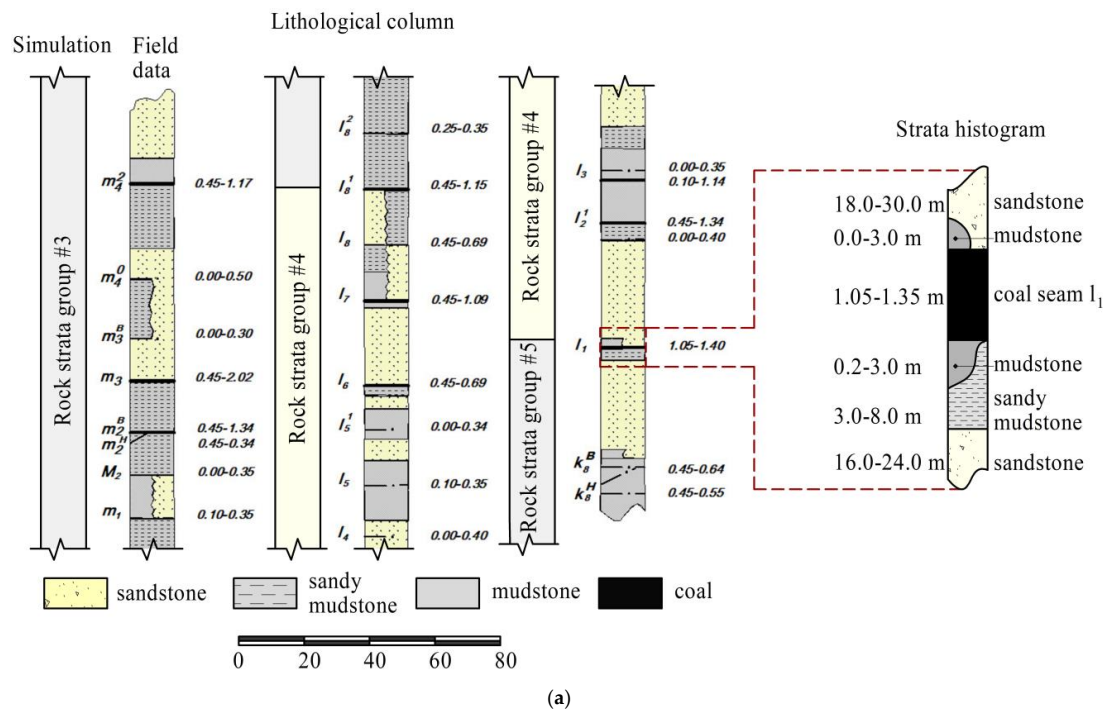 Lithological column
Simulation
Field
data
Rock strata group #3
m₄²
0.45-1.17
m₄⁰
0.00-0.50
m₃ᴮ
0.00-0.30
m₃
0.45-2.02
m₂ᴮ
0.45-1.34
m₂ᴴ
0.45-0.34
M₂
0.00-0.35
m₁
0.10-0.35
Rock strata group #4
l₈²
0.25-0.35
l₈¹
0.45-1.15
l₈
0.45-0.69
l₇
0.45-1.09
l₆
0.45-0.69
l₅¹
0.00-0.34
l₅
0.10-0.35
l₄
0.00-0.40
Rock strata group #4
Rock strata group #5
l₃
0.00-0.35
0.10-1.14
l₂¹
0.45-1.34
0.00-0.40
l₁
1.05-1.40
k₈ᴮ
0.45-0.64
k₈ᴴ
0.45-0.55
Strata histogram
18.0-30.0 m
sandstone
0.0-3.0 m
mudstone
1.05-1.35 m
coal seam l₁
0.2-3.0 m
mudstone
3.0-8.0 m
sandy
mudstone
16.0-24.0 m
sandstone
sandstone
sandy
mudstone
mudstone
coal
0 20 40 60 80
(a)